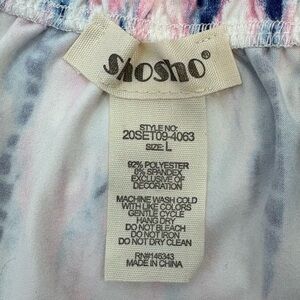 Shosho®
STYLE NO:
20SET09-4063
SIZE: L
92% POLYESTER
8% SPANDEX
EXCLUSIVE OF
DECORATION
MACHINE WASH COLD
WITH LIKE COLORS
GENTLE CYCLE
HANG DRY
DO NOT BLEACH
DO NOT IRON
DO NOT DRY CLEAN
RN#146343
MADE IN CHINA